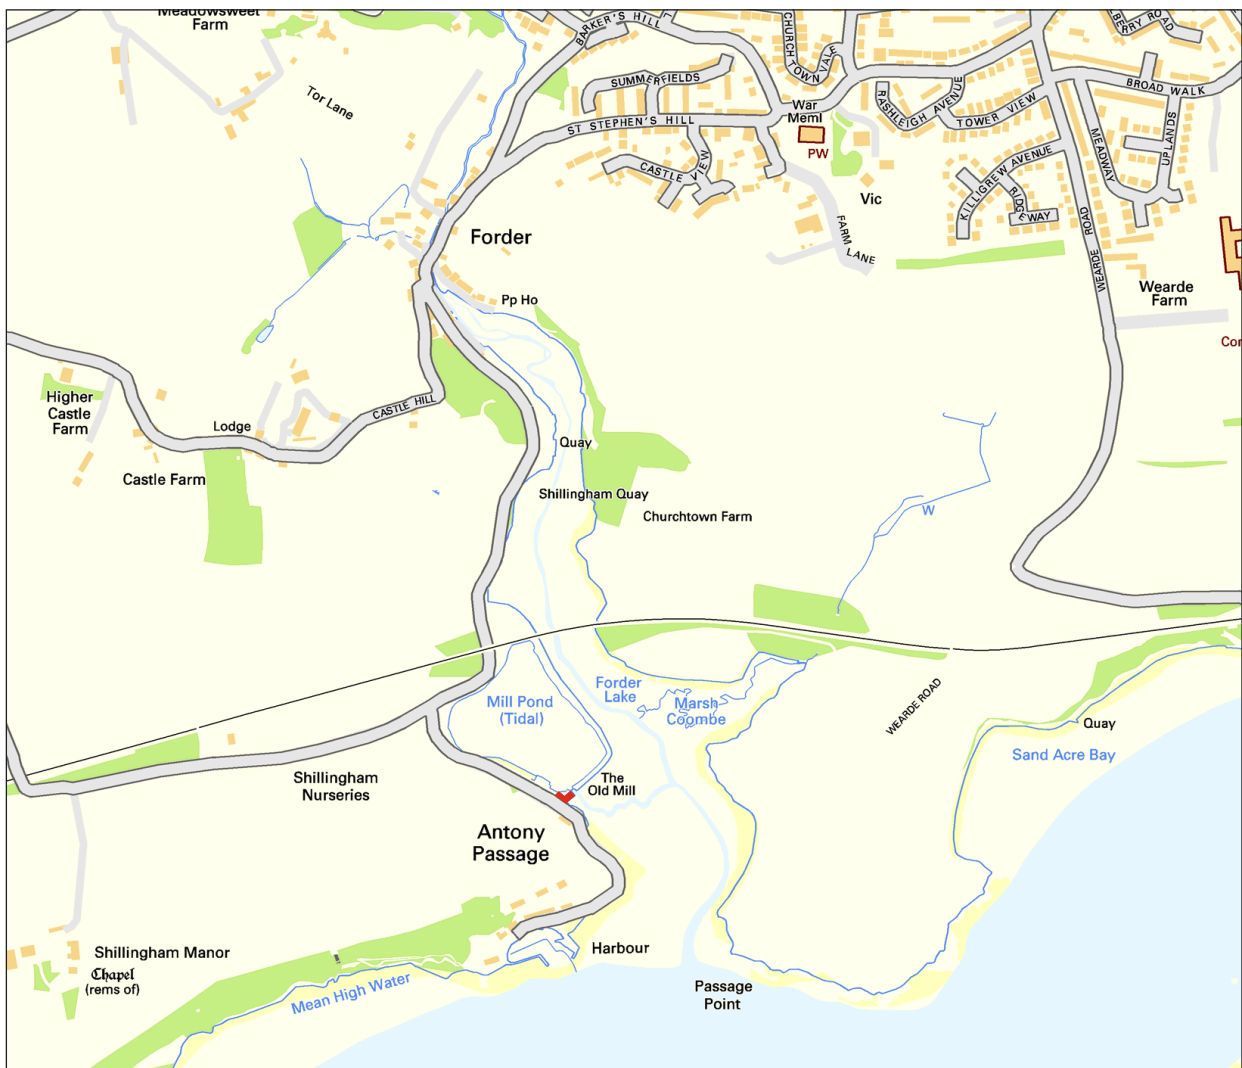 Meadowsweet
Farm
BARKER'S HILL
CHURCH
TOWN VALE
Tor Lane
SUMMERFIELDS
War
Meml
RASHLEIGH AVENUE
TOWER VIEW
BROAD WALK
ST STEPHEN'S HILL
PW
CASTLE VIEW
MEADWAY
UPLANDS
KILLIGREW AVENUE
RIDGEWAY
Vic
FARM LANE
WEARDE ROAD
Forder
Wearde
Farm
Pp Ho
Cor
Higher
Castle
Farm
CASTLE HILL
Lodge
Quay
Castle Farm
Shillingham Quay
Churchtown Farm
W
Forder
Lake
Mill Pond
(Tidal)
Marsh
Coombe
WEARDE ROAD
Quay
Sand Acre Bay
Shillingham
Nurseries
The
Old Mill
Antony
Passage
Harbour
Shillingham Manor
Chapel
(rems of)
Mean High Water
Passage
Point